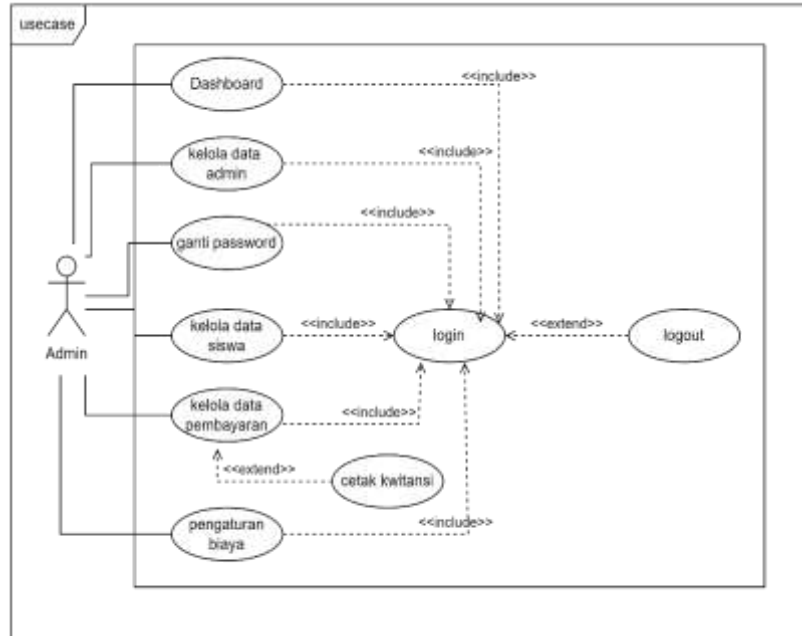 usecase
Dashboard
<<include>>
kelola data
admin
<<include>>
ganti password
<<include>>
Admin
kelola data
siswa
<<include>>
login
<<extend>>
logout
kelola data
pembayaran
<<include>>
<<extend>>
cetak kwitansi
pengaturan
biaya
<<include>>